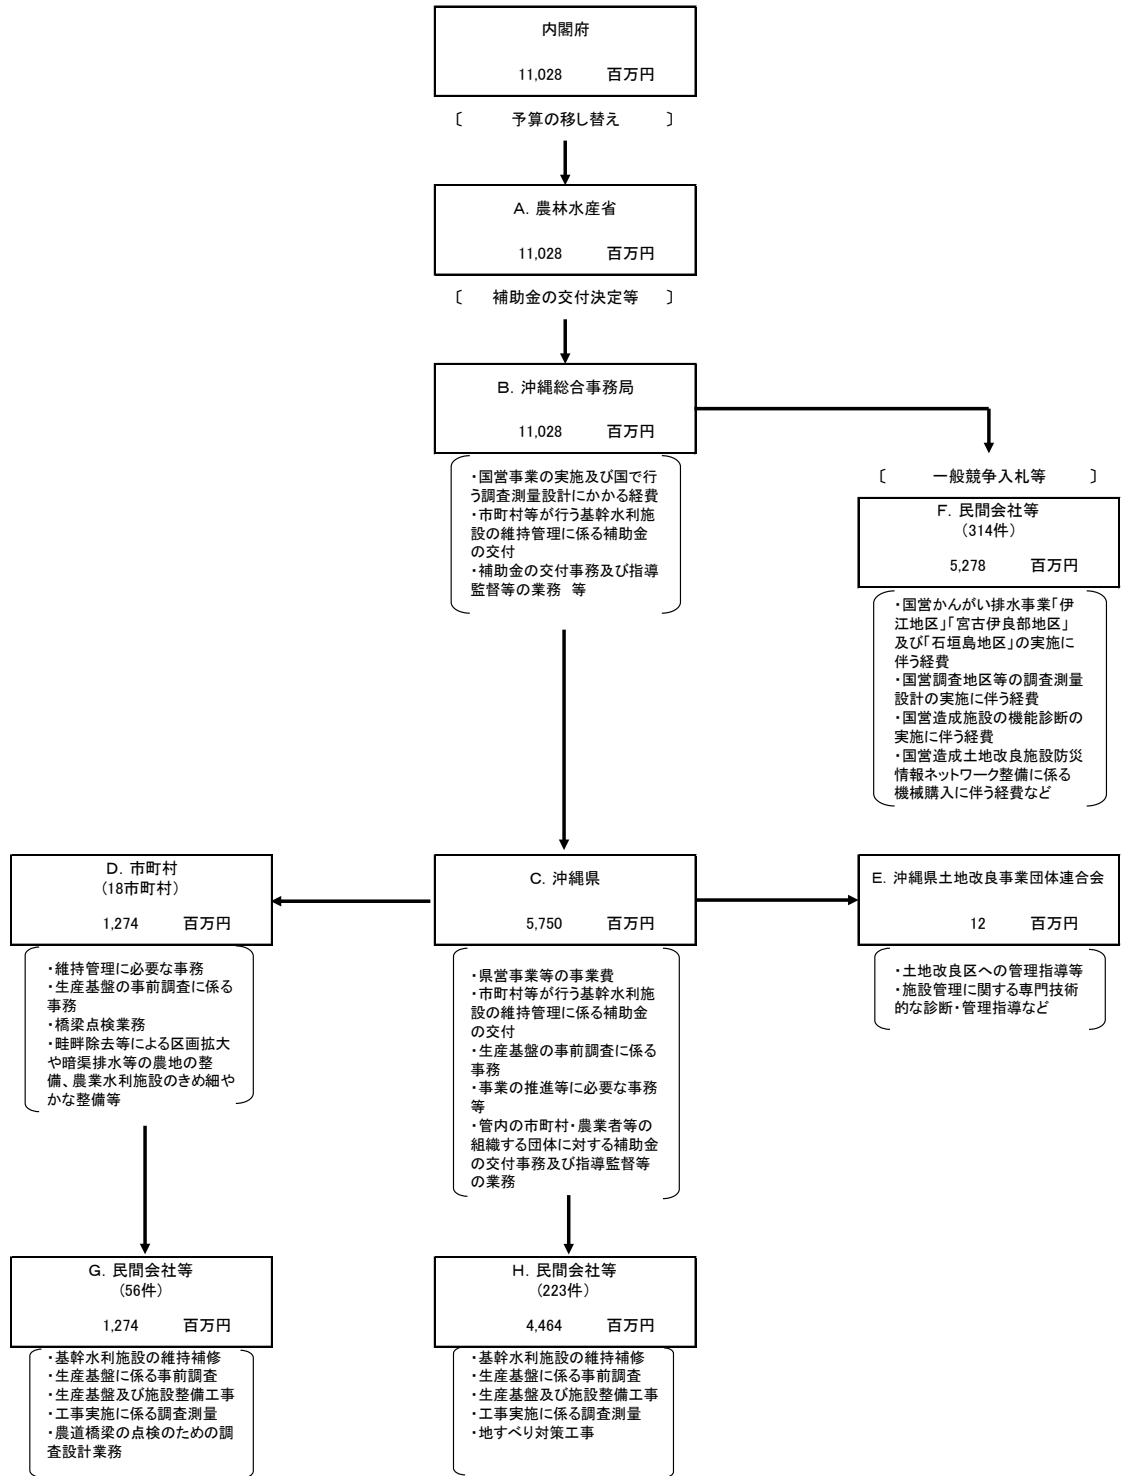 内閣府
11,028 百万円
〔 予算の移し替え 〕
A. 農林水産省
11,028 百万円
〔 補助金の交付決定等 〕
B. 沖縄総合事務局
11,028 百万円
・国営事業の実施及び国で行
う調査測量設計にかかる経費
・市町村等が行う基幹水利施
設の維持管理に係る補助金
の交付
・補助金の交付事務及び指導
監督等の業務 等
〔 一般競争入札等 〕
F. 民間会社等
(314件)
5,278 百万円
・国営かんがい排水事業「伊
江地区」「宮古伊良部地区」
及び「石垣島地区」の実施に
伴う経費
・国営調査地区等の調査測量
設計の実施に伴う経費
・国営造成施設の機能診断の
実施に伴う経費
・国営造成土地改良施設防災
情報ネットワーク整備に係る
機械購入に伴う経費など
D. 市町村
(18市町村)
1,274 百万円
・維持管理に必要な事務
・生産基盤の事前調査に係る
事務
・橋梁点検業務
・畦畔除去等による区画拡大
や暗渠排水等の農地の整
備、農業水利施設のきめ細や
かな整備等
C. 沖縄県
5,750 百万円
・県営事業等の事業費
・市町村等が行う基幹水利施
設の維持管理に係る補助金
の交付
・生産基盤の事前調査に係る
事務
・事業の推進等に必要な事務
等
・管内の市町村・農業者等の
組織する団体に対する補助金
の交付事務及び指導監督等
の業務
E. 沖縄県土地改良事業団体連合会
12 百万円
・土地改良区への管理指導等
・施設管理に関する専門技術
的な診断・管理指導など
G. 民間会社等
(56件)
1,274 百万円
・基幹水利施設の維持補修
・生産基盤に係る事前調査
・生産基盤及び施設整備工事
・工事実施に係る調査測量
・農道橋梁の点検のための調
査設計業務
H. 民間会社等
(223件)
4,464 百万円
・基幹水利施設の維持補修
・生産基盤に係る事前調査
・生産基盤及び施設整備工事
・工事実施に係る調査測量
・地すべり対策工事